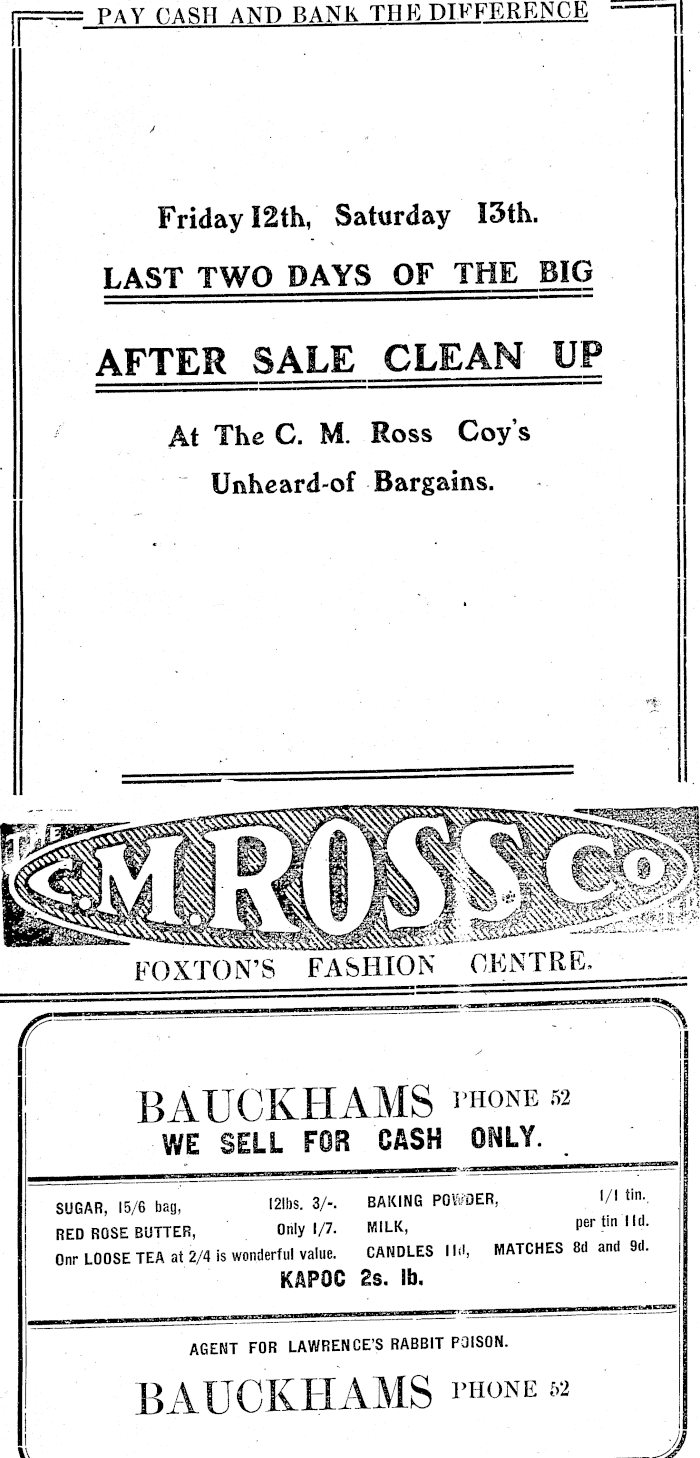 PAY CASH AND BANK THE DIFFERENCE
Friday 12th, Saturday 13th.
LAST TWO DAYS OF THE BIG
AFTER SALE CLEAN UP
At The C. M. Ross Coy's
Unheard-of Bargains.
THE
C.M. ROSS Co
FOXTON'S FASHION CENTRE.
BAUCKHAMS PHONE 52
WE SELL FOR CASH ONLY.
SUGAR, 15/6 bag, 12lbs. 3/-. BAKING POWDER, 1/1 tin.
RED ROSE BUTTER, Only 1/7. MILK, per tin 11d.
Onr LOOSE TEA at 2/4 is wonderful value. CANDLES 11d, MATCHES 8d and 9d.
KAPOC 2s. lb.
AGENT FOR LAWRENCE'S RABBIT POISON.
BAUCKHAMS PHONE 52